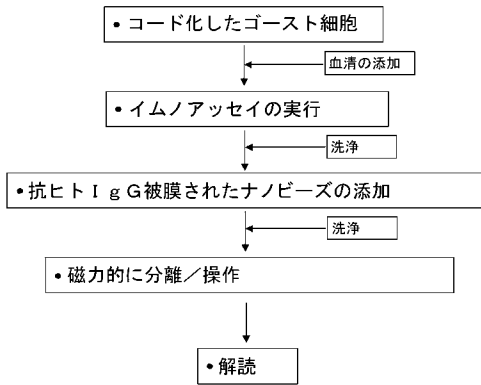 •コード化したゴースト細胞
血清の添加
•イムノアッセイの実行
洗浄
•抗ヒトＩｇＧ被膜されたナノビーズの添加
洗浄
•磁力的に分離／操作
•解読